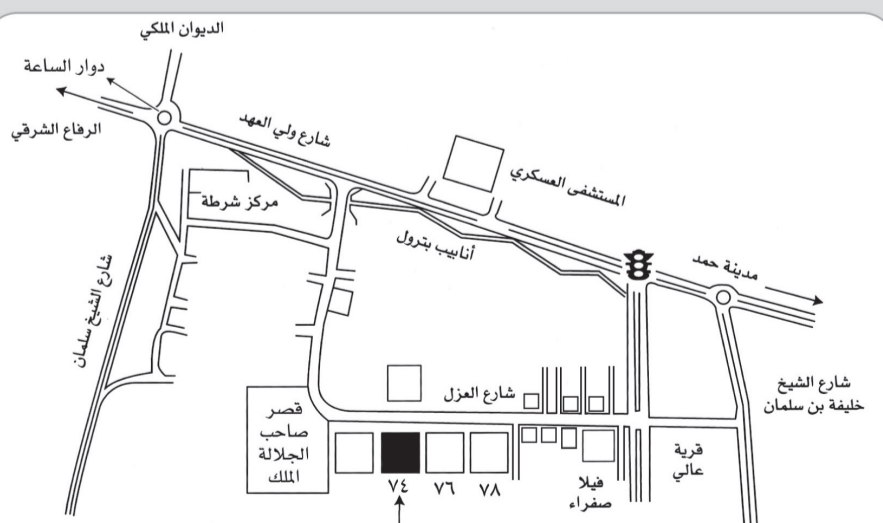 الديوان الملكي
دوار الساعة
الرفاع الشرقي
شارع ولي العهد
المستشفى العسكري
مركز شرطة
أنابيب بترول
مدينة حمد
شارع الشيخ سلمان
شارع الشيخ
خليفة بن سلمان
شارع العزل
قصر
صاحب
الجلالة
الملك
قرية
عالي
٧٤
٧٦
٧٨
فيلا
صفراء